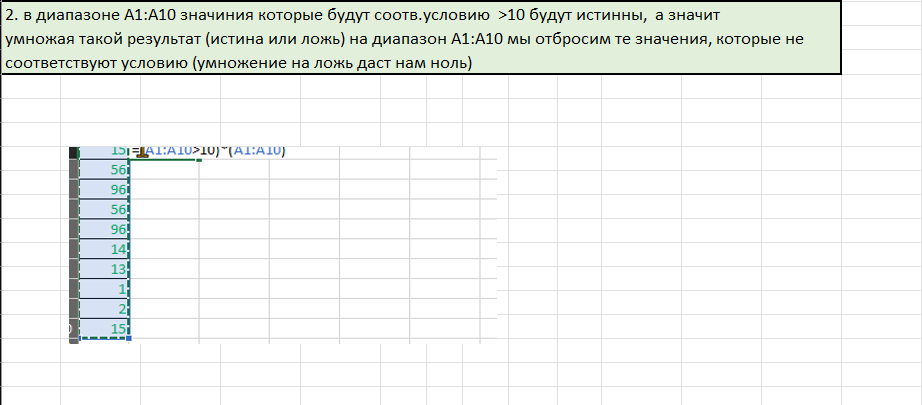 2. в диапазоне A1:A10 значиния которые будут соотв.условию >10 будут истинны, а значит
умножая такой результат (истина или ложь) на диапазон A1:A10 мы отбросим те значения, которые не
соответствуют условию (умножение на ложь даст нам ноль)
15 =(A1:A10>10)*(A1:A10)
56
96
56
96
14
13
1
2
15